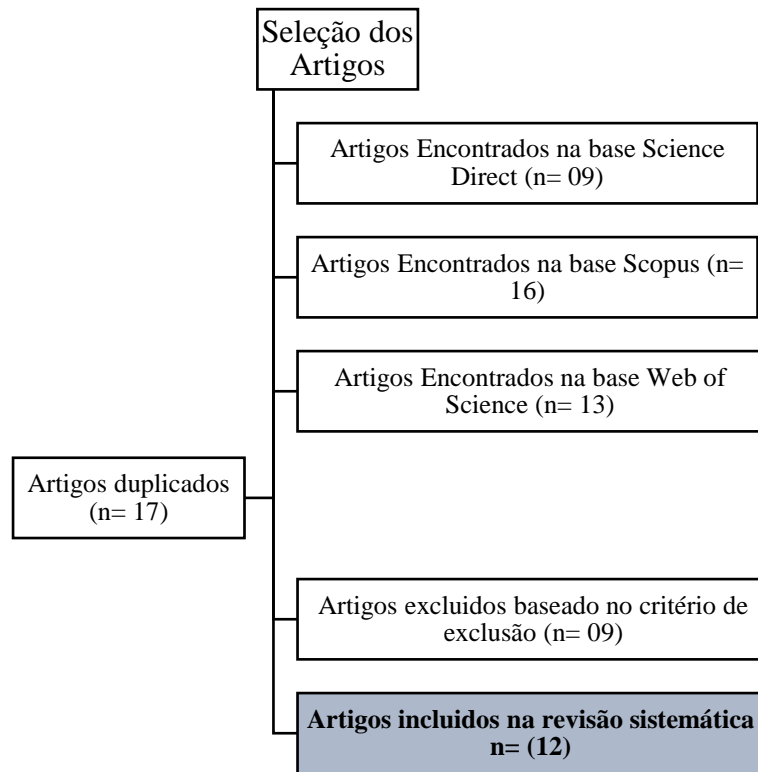 Seleção dos
Artigos
Artigos Encontrados na base Science
Direct (n= 09)
Artigos Encontrados na base Scopus (n=
16)
Artigos Encontrados na base Web of
Science (n= 13)
Artigos duplicados
(n= 17)
Artigos excluidos baseado no critério de
exclusão (n= 09)
Artigos incluidos na revisão sistemática
n= (12)